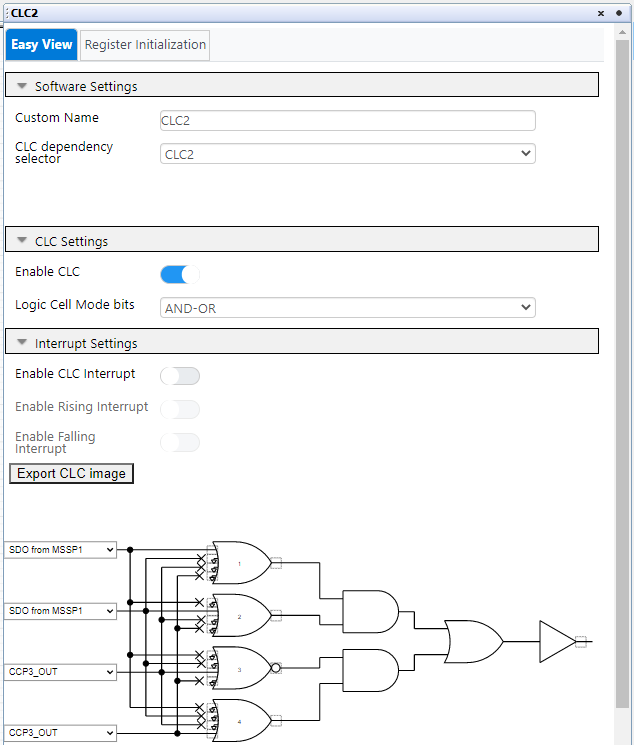 CLC2
Easy View
Register Initialization
Software Settings
Custom Name
CLC2
CLC dependency
selector
CLC2
CLC Settings
Enable CLC
Logic Cell Mode bits
AND-OR
Interrupt Settings
Enable CLC Interrupt
Enable Rising Interrupt
Enable Falling
Interrupt
Export CLC image
SDO from MSSP1
1
SDO from MSSP1
2
CCP3_OUT
3
CCP3_OUT
4